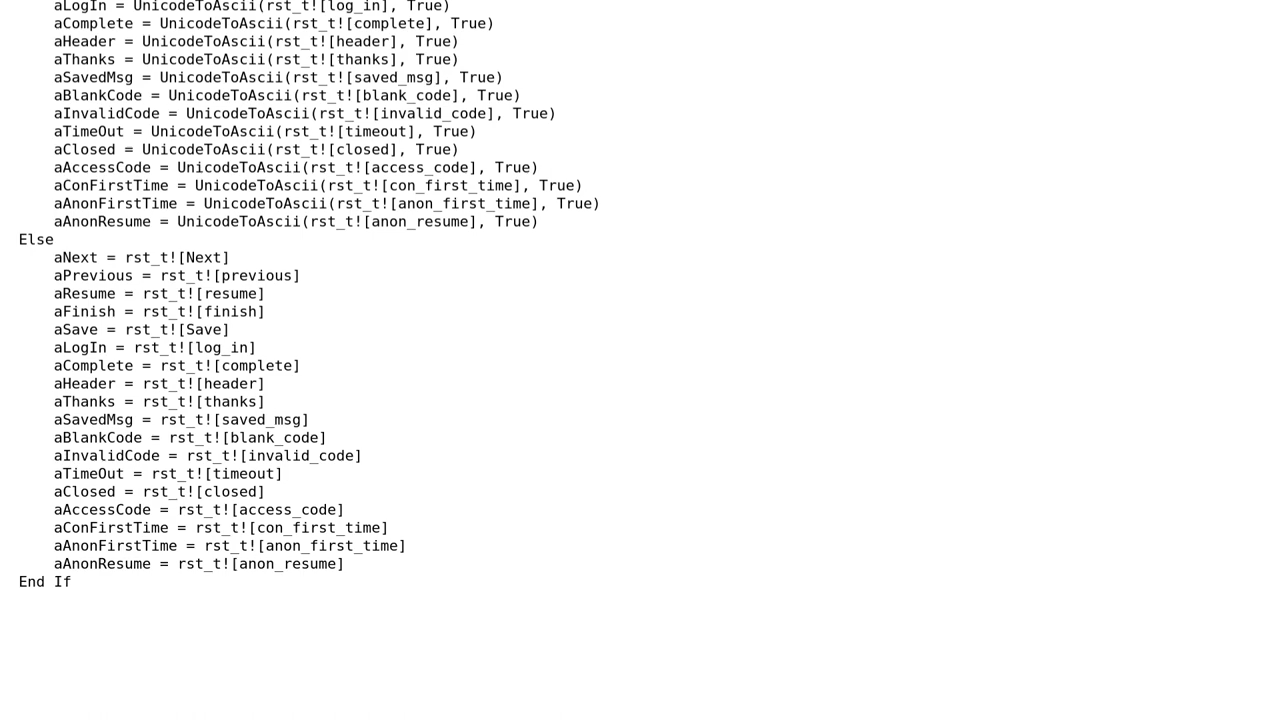 aLogIn = UnicodeToAscii(rst_t![log_in], True)
    aComplete = UnicodeToAscii(rst_t![complete], True)
    aHeader = UnicodeToAscii(rst_t![header], True)
    aThanks = UnicodeToAscii(rst_t![thanks], True)
    aSavedMsg = UnicodeToAscii(rst_t![saved_msg], True)
    aBlankCode = UnicodeToAscii(rst_t![blank_code], True)
    aInvalidCode = UnicodeToAscii(rst_t![invalid_code], True)
    aTimeOut = UnicodeToAscii(rst_t![timeout], True)
    aClosed = UnicodeToAscii(rst_t![closed], True)
    aAccessCode = UnicodeToAscii(rst_t![access_code], True)
    aConFirstTime = UnicodeToAscii(rst_t![con_first_time], True)
    aAnonFirstTime = UnicodeToAscii(rst_t![anon_first_time], True)
    aAnonResume = UnicodeToAscii(rst_t![anon_resume], True)
Else
    aNext = rst_t![Next]
    aPrevious = rst_t![previous]
    aResume = rst_t![resume]
    aFinish = rst_t![finish]
    aSave = rst_t![Save]
    aLogIn = rst_t![log_in]
    aComplete = rst_t![complete]
    aHeader = rst_t![header]
    aThanks = rst_t![thanks]
    aSavedMsg = rst_t![saved_msg]
    aBlankCode = rst_t![blank_code]
    aInvalidCode = rst_t![invalid_code]
    aTimeOut = rst_t![timeout]
    aClosed = rst_t![closed]
    aAccessCode = rst_t![access_code]
    aConFirstTime = rst_t![con_first_time]
    aAnonFirstTime = rst_t![anon_first_time]
    aAnonResume = rst_t![anon_resume]
End If